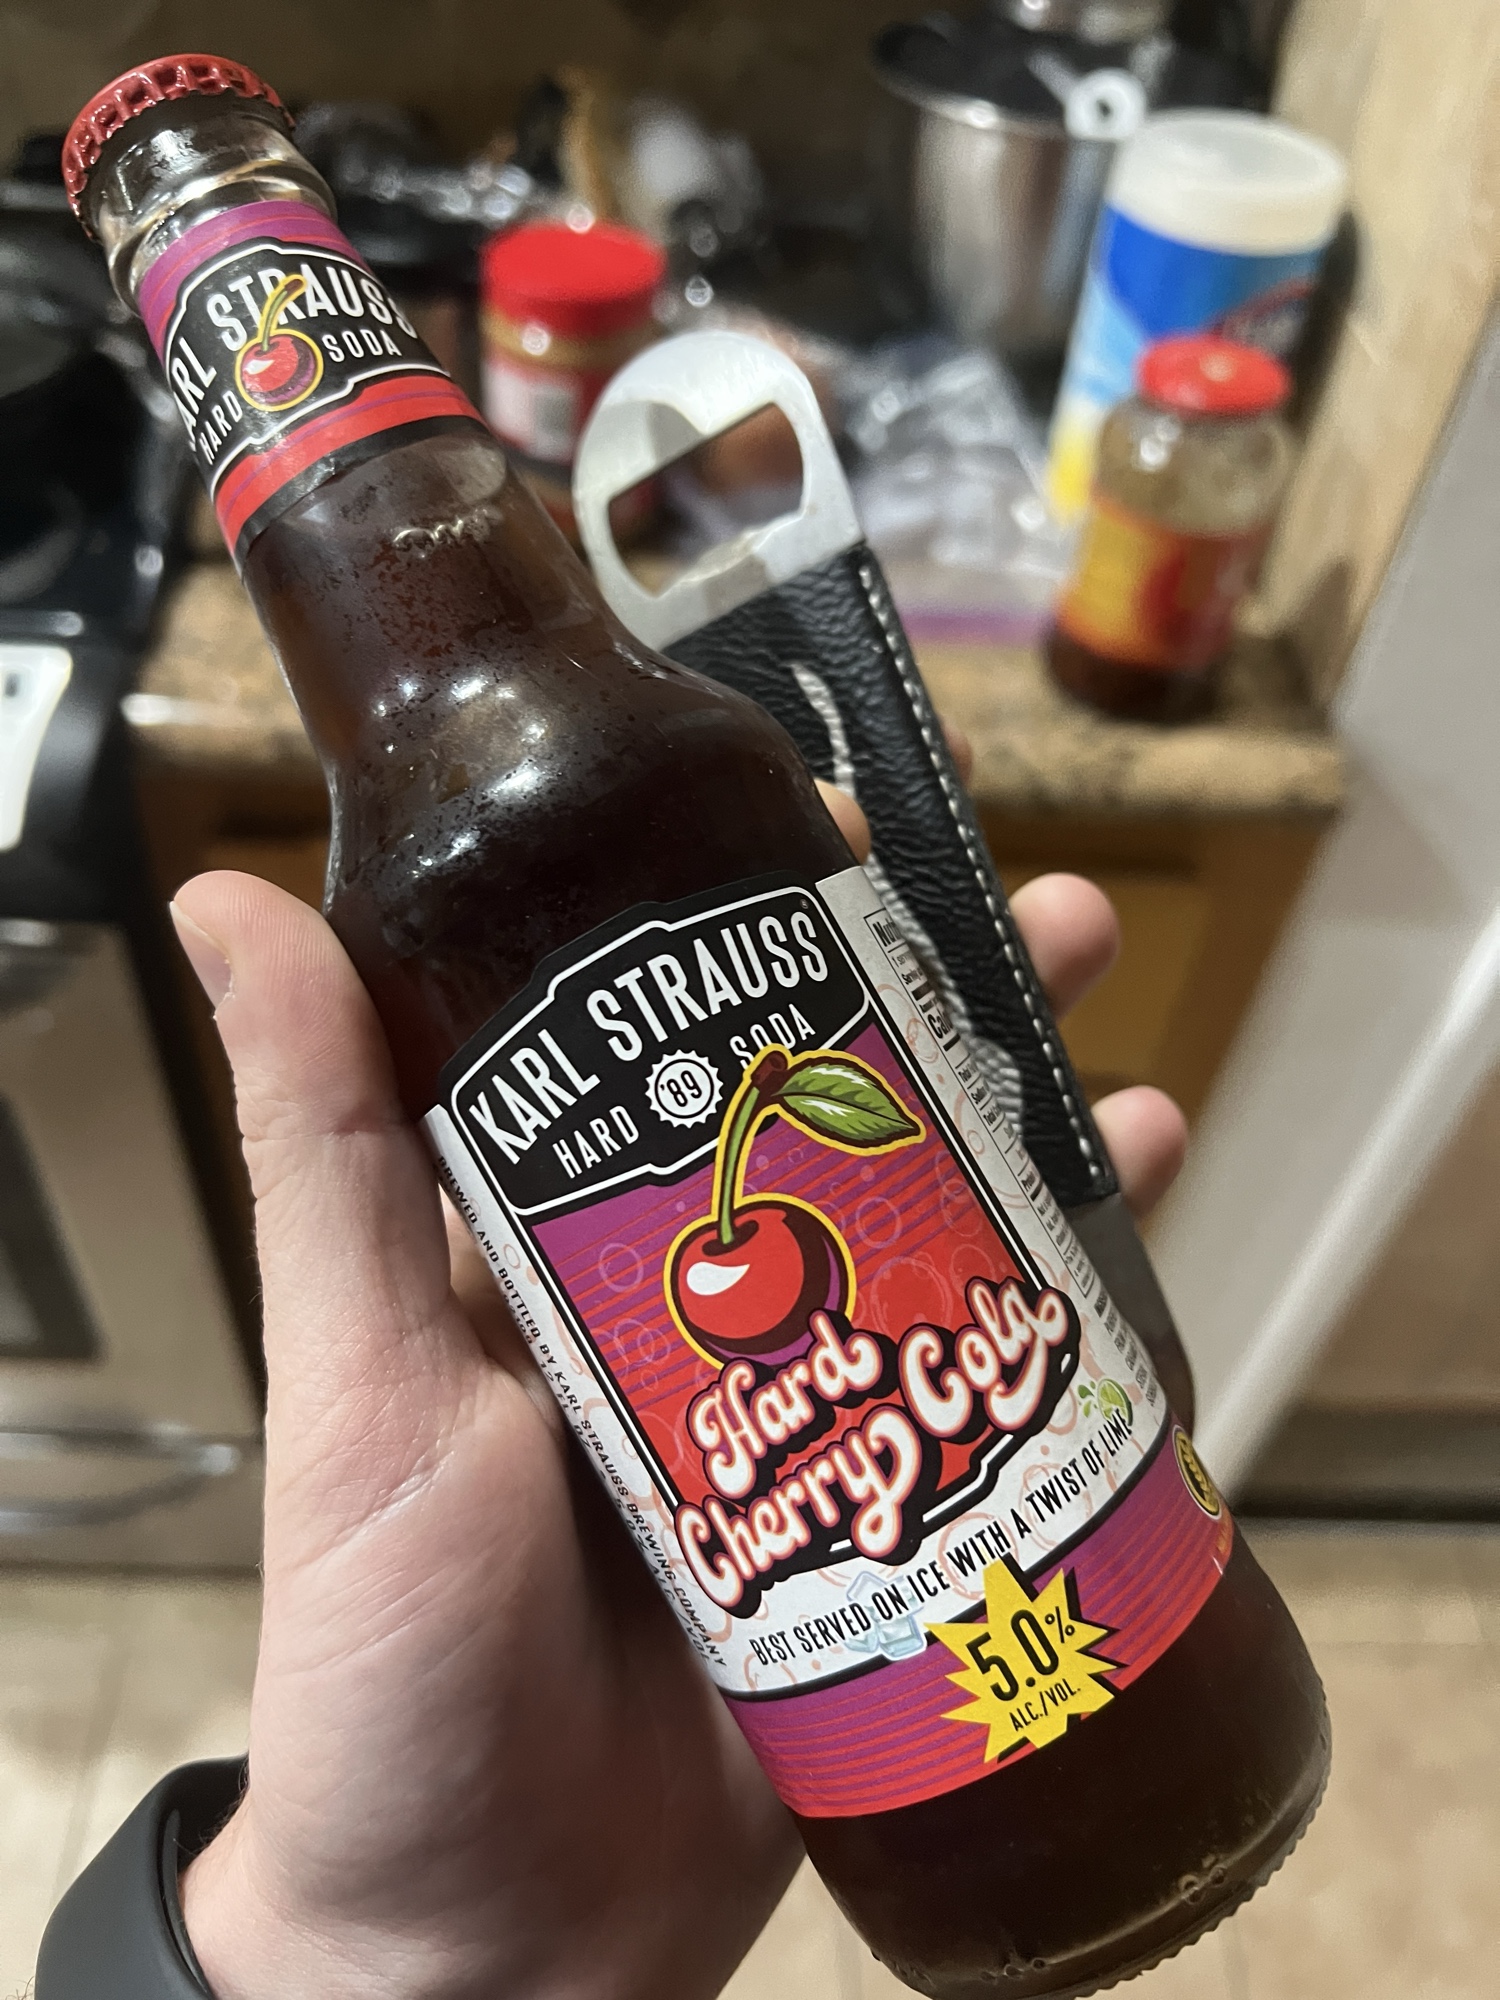 KARL STRAUSS
HARD SODA
KARL STRAUSS
HARD '89 SODA
Hard
Cherry Cola
BEST SERVED ON ICE WITH A TWIST OF LIME
5.0%
ALC./VOL.
BREWED AND BOTTLED BY KARL STRAUSS BREWING COMPANY